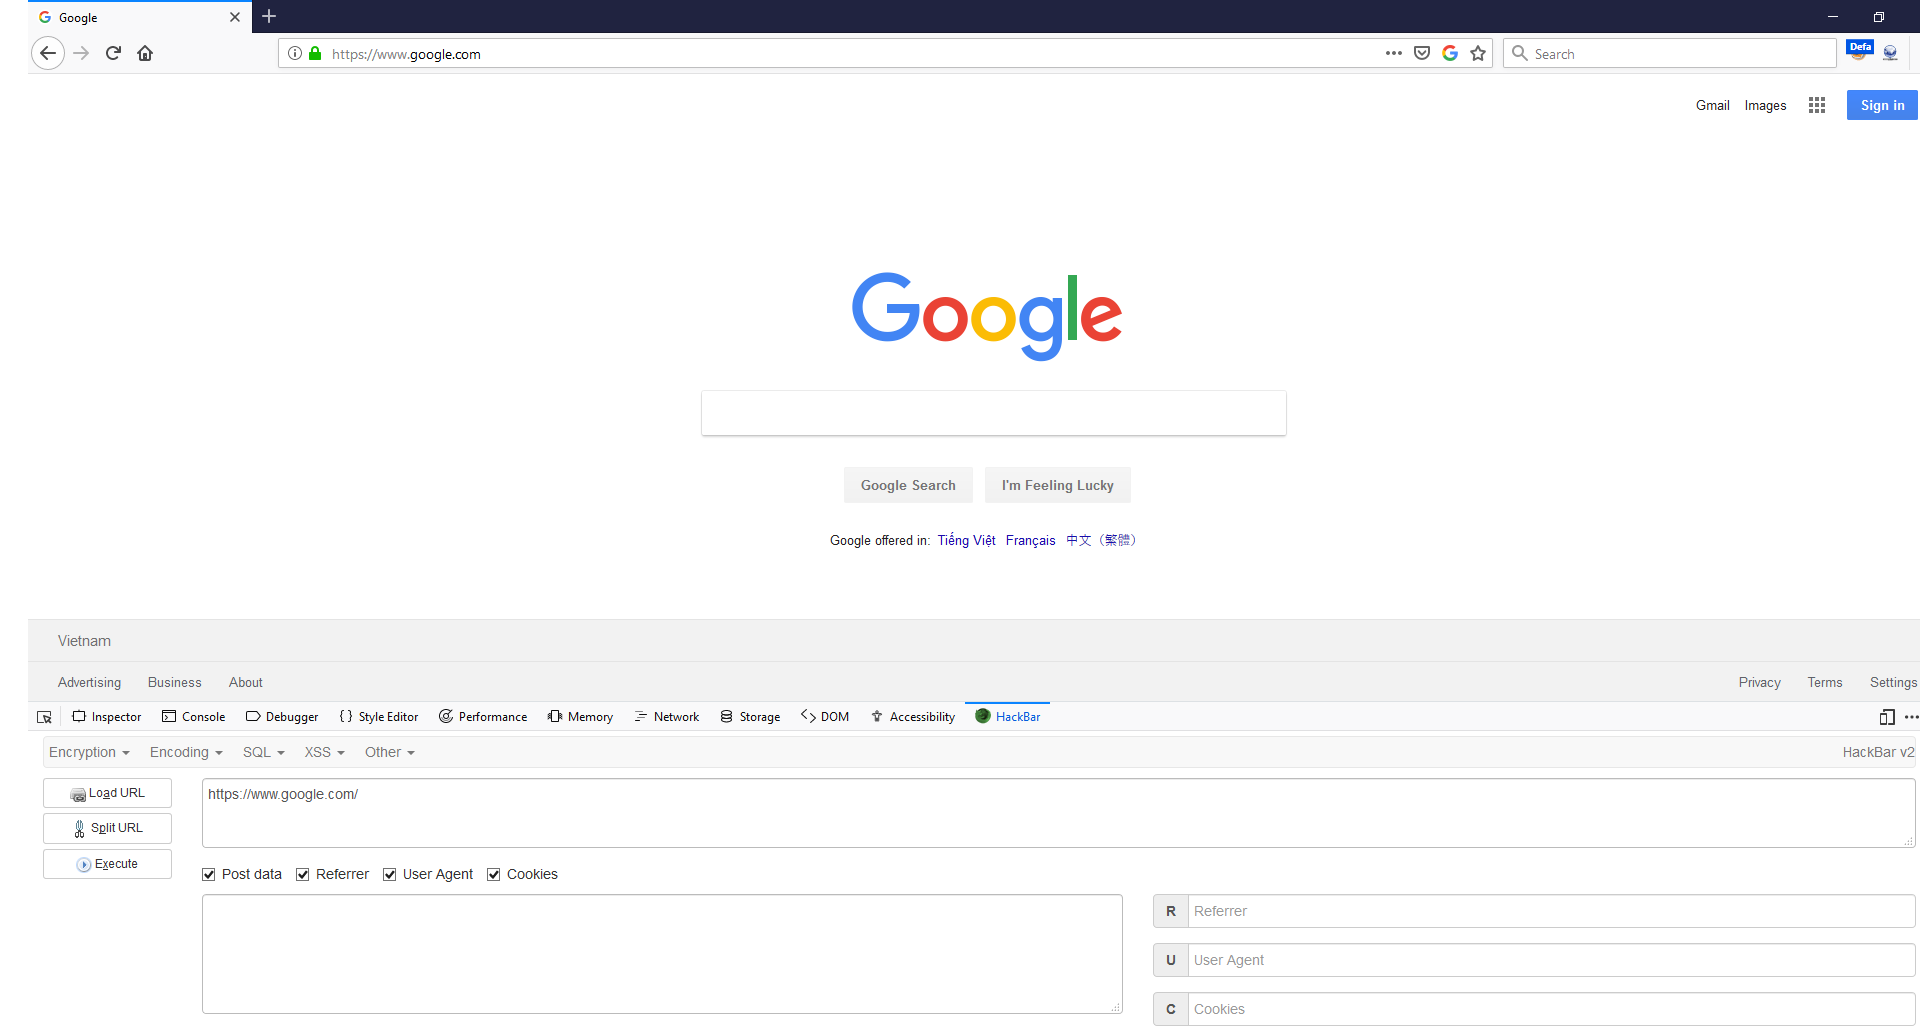 Google
https://www.google.com
Search
Defa
Gmail Images Sign in
Google
Google Search I'm Feeling Lucky
Google offered in: Tiếng Việt Français 中文（繁體）
Vietnam
Advertising Business About Privacy Terms Settings
Inspector Console Debugger Style Editor Performance Memory Network Storage DOM Accessibility HackBar
Encryption Encoding SQL XSS Other HackBar v2
Load URL https://www.google.com/
Split URL
Execute
Post data Referrer User Agent Cookies
R Referrer
U User Agent
C Cookies